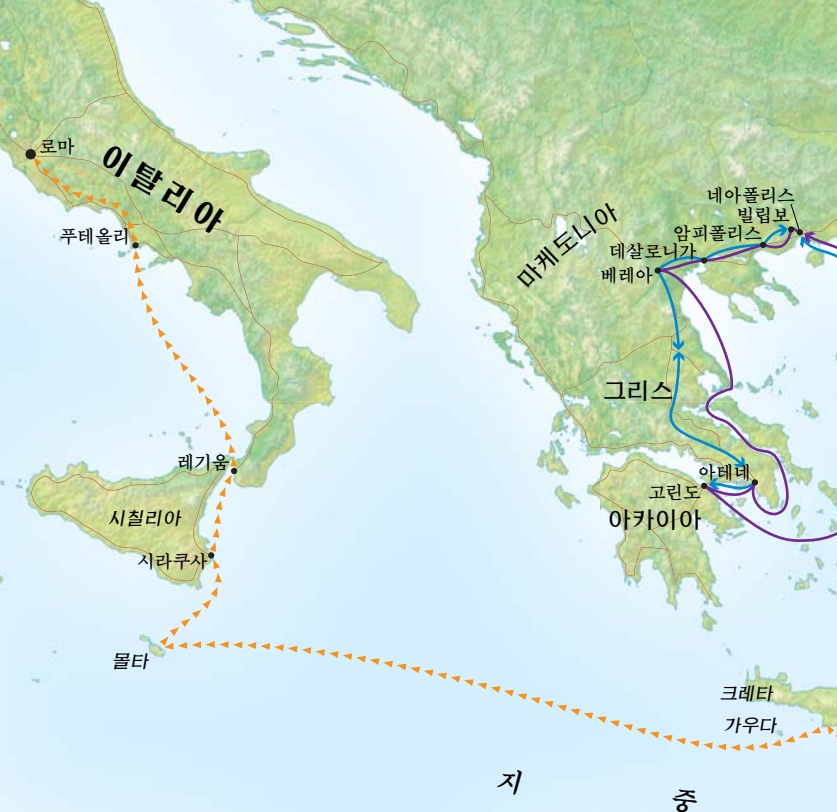 로마
이탈리아
푸테올리
네아폴리스
빌립보
암피폴리스
마케도니아
데살로니가
베레아
그리스
레기움
아테네
고린도
시칠리아
아카이아
시라쿠사
몰타
크레타
가우다
지
중